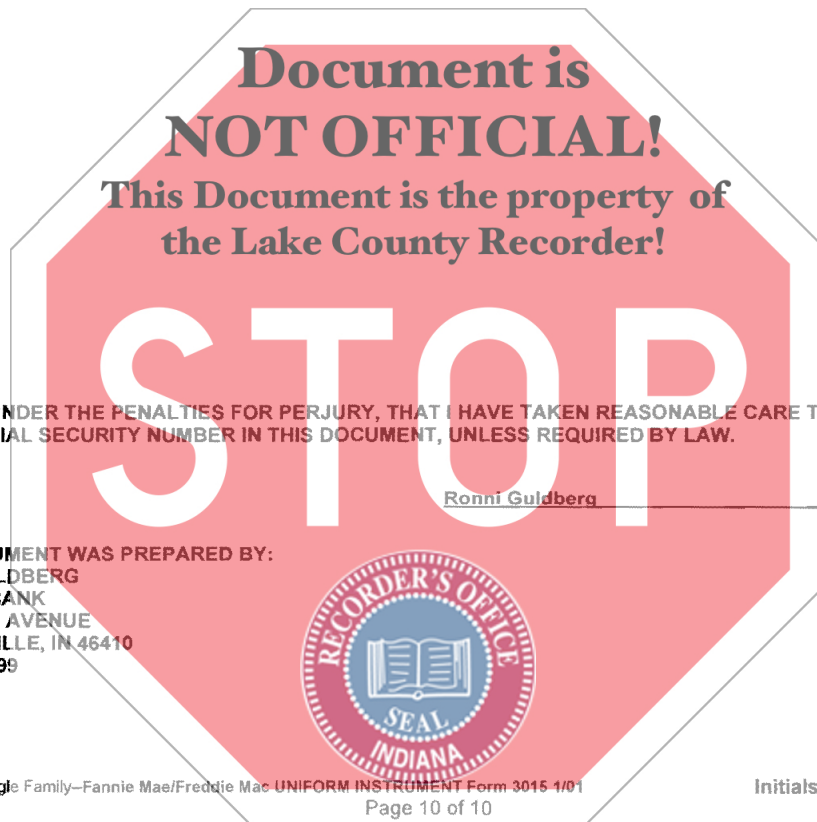 Document is
NOT OFFICIAL!
This Document is the property of
the Lake County Recorder!
STOP
NDER THE PENALTIES FOR PERJURY, THAT I HAVE TAKEN REASONABLE CARE T
IAL SECURITY NUMBER IN THIS DOCUMENT, UNLESS REQUIRED BY LAW.
Ronni Guldberg
UMENT WAS PREPARED BY:
LDBERG
BANK
AVENUE
LLE, IN 46410
99
RECORDER'S OFFICE
SEAL
INDIANA
gle Family–Fannie Mae/Freddie Mac UNIFORM INSTRUMENT Form 3015 1/01 Initials
Page 10 of 10